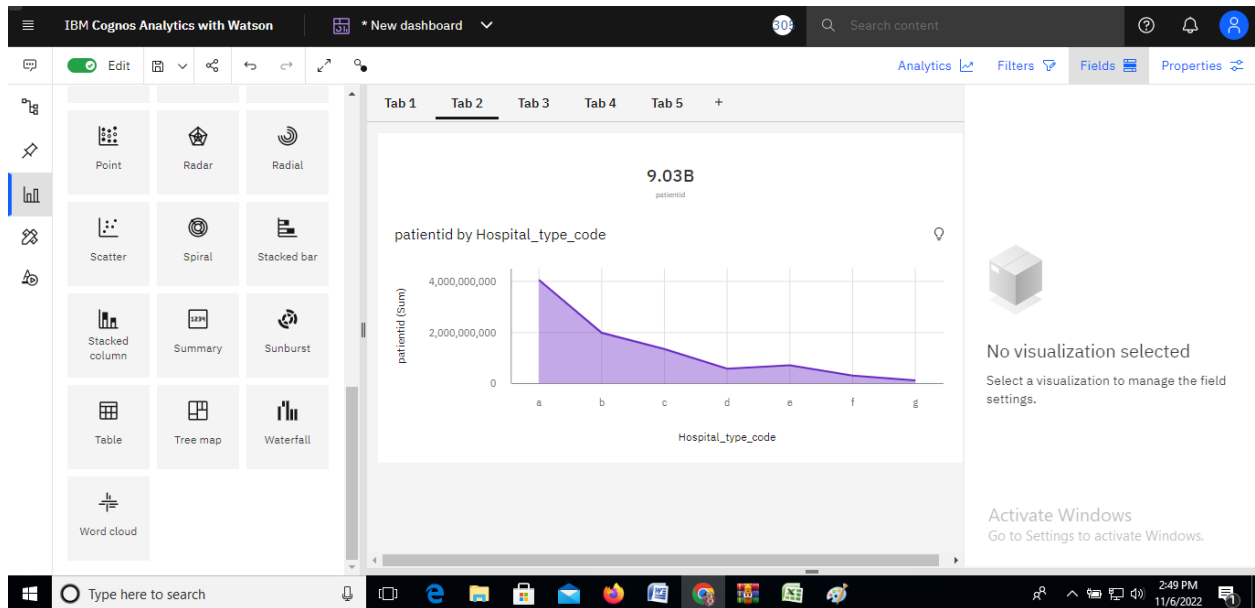 IBM Cognos Analytics with Watson
* New dashboard
305
Search content
Edit
Analytics
Filters
Fields
Properties
Tab 1
Tab 2
Tab 3
Tab 4
Tab 5
+
Point
Radar
Radial
Scatter
Spiral
Stacked bar
Stacked
column
1234
Summary
Sunburst
Table
Tree map
Waterfall
Word cloud
9.03B
patientid
patientid by Hospital_type_code
patientid (Sum)
4,000,000,000
2,000,000,000
0
a b c d e f g
Hospital_type_code
No visualization selected
Select a visualization to manage the field
settings.
Activate Windows
Go to Settings to activate Windows.
Type here to search
2:49 PM
11/6/2022
1